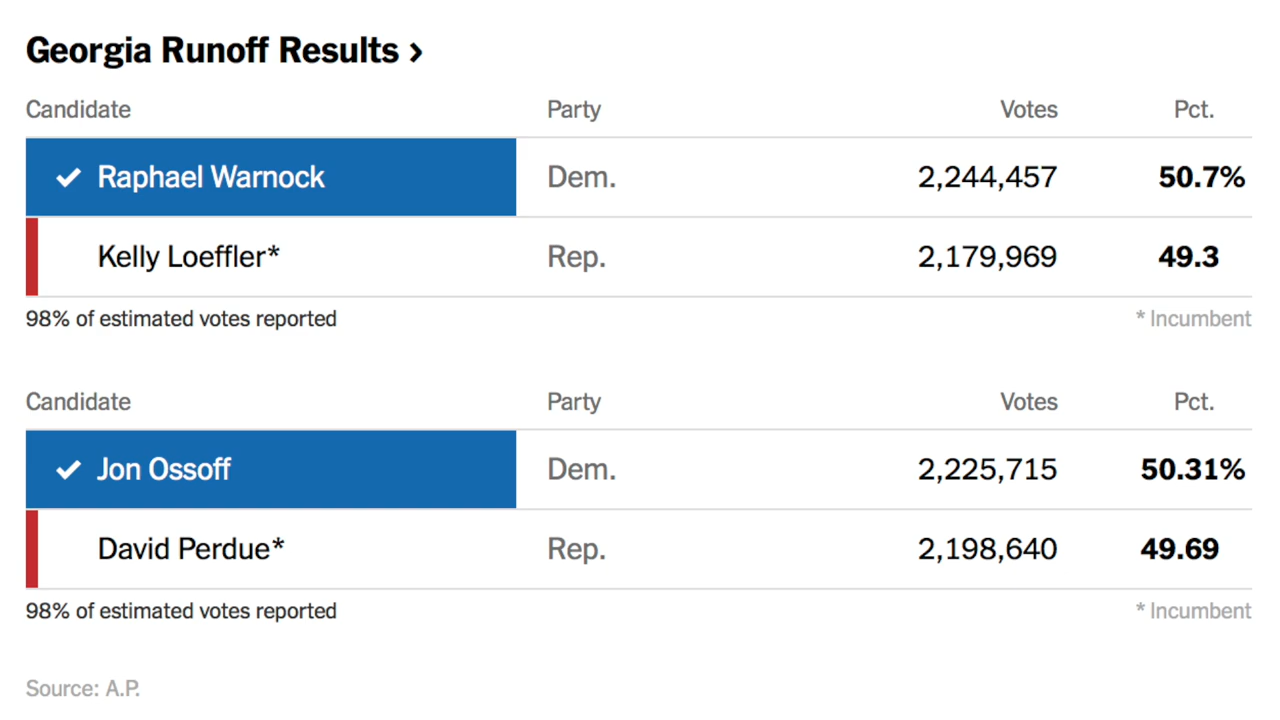 Georgia Runoff Results ›
Candidate Party Votes Pct.
✓ Raphael Warnock Dem. 2,244,457 50.7%
Kelly Loeffler* Rep. 2,179,969 49.3
98% of estimated votes reported * Incumbent
Candidate Party Votes Pct.
✓ Jon Ossoff Dem. 2,225,715 50.31%
David Perdue* Rep. 2,198,640 49.69
98% of estimated votes reported * Incumbent
Source: A.P.